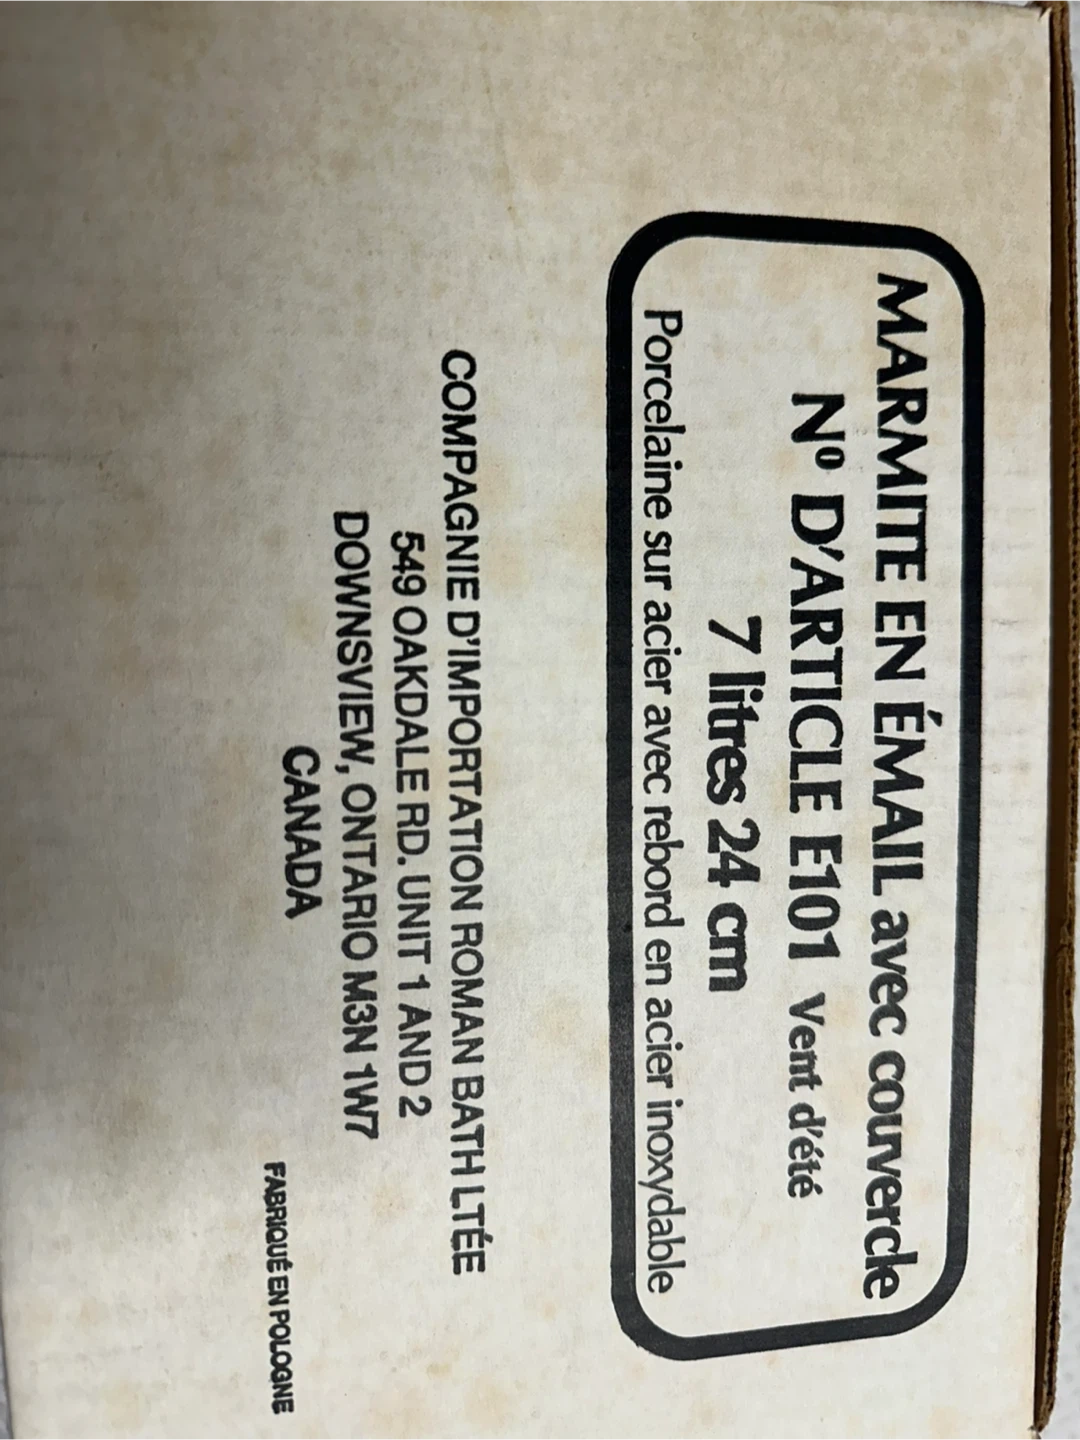 MARMITE EN ÉMAIL avec couvercle
Nº D'ARTICLE E101 Vent d'été
7 litres 24 cm
Porcelaine sur acier avec rebord en acier inoxydable
COMPAGNIE D'IMPORTATION ROMAN BATH LTÉE
549 OAKDALE RD. UNIT 1 AND 2
DOWNSVIEW, ONTARIO M3N 1W7
CANADA
FABRIQUÉ EN POLOGNE